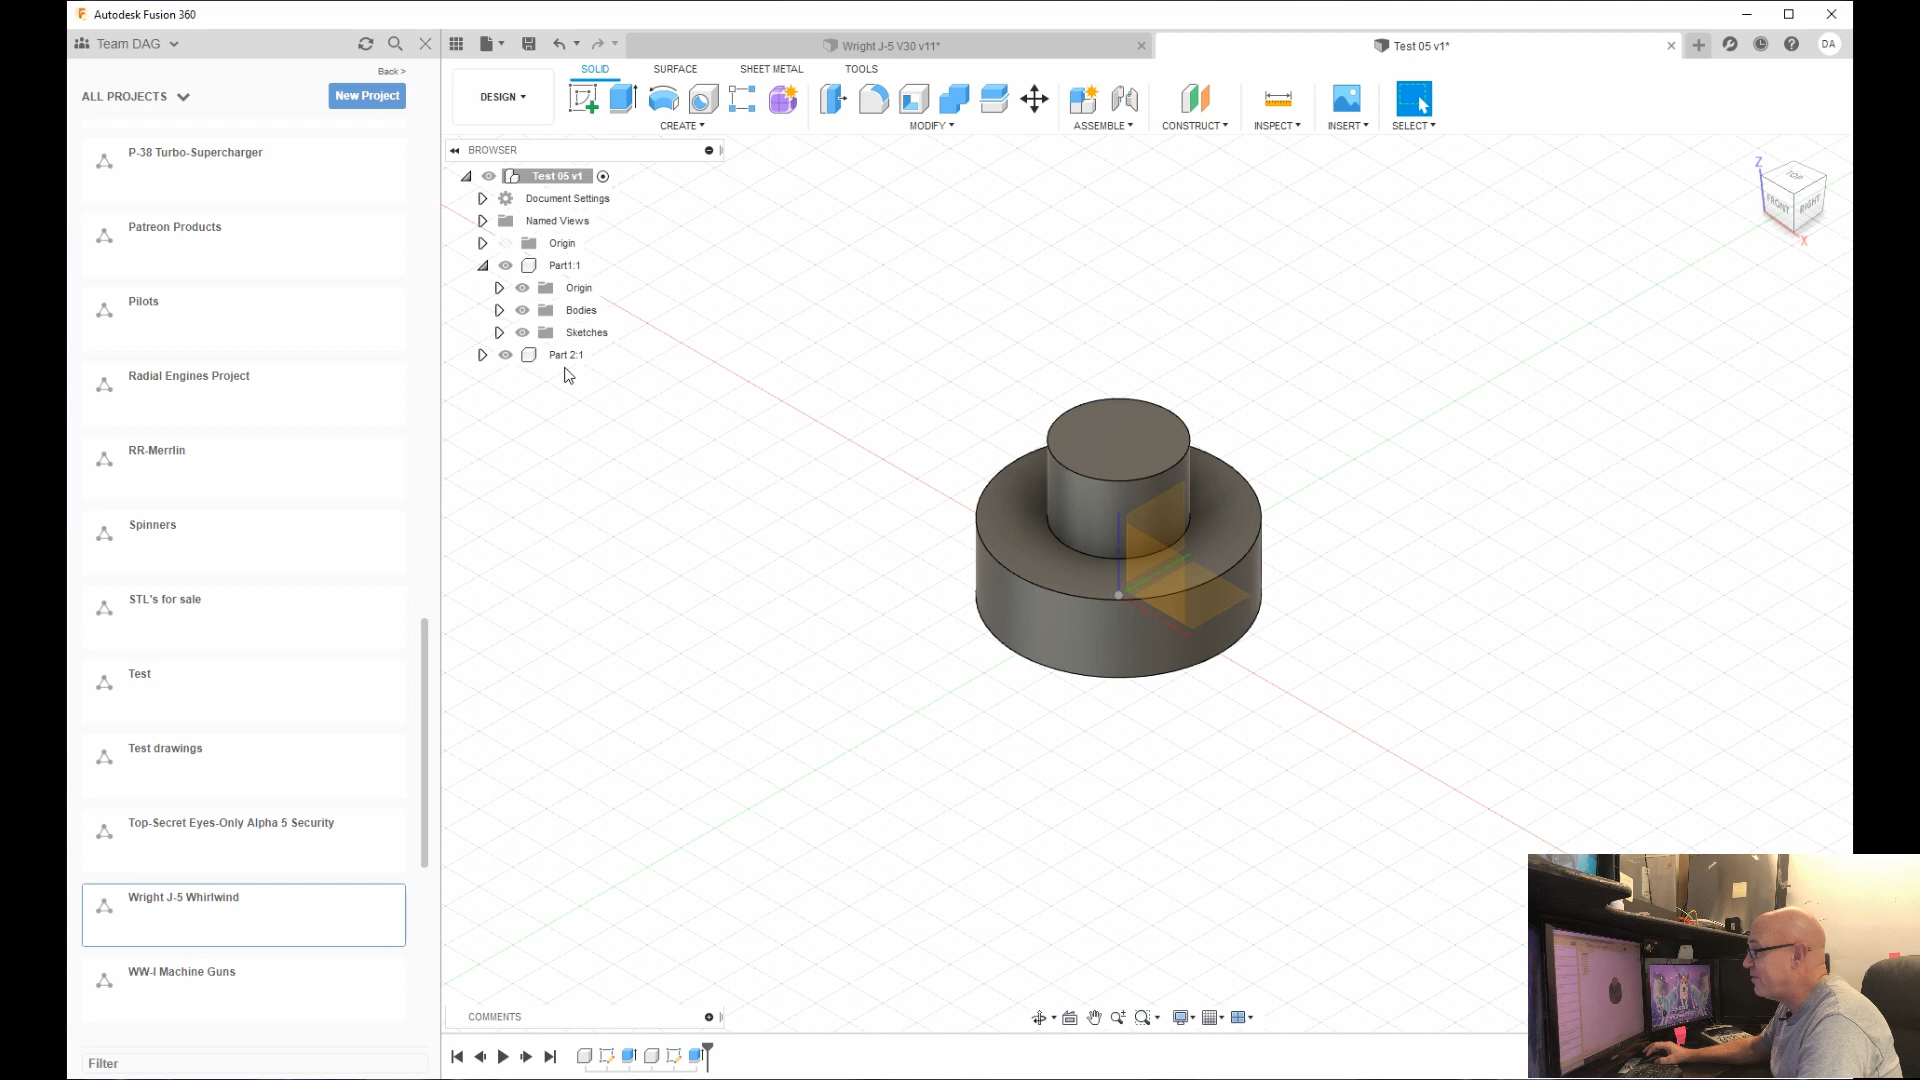 Autodesk Fusion 360
Team DAG
Wright J-5 V30 v11*
Test 05 v1*
DA
Back >
ALL PROJECTS
New Project
P-38 Turbo-Supercharger
Patreon Products
Pilots
Radial Engines Project
RR-Merrlin
Spinners
STL's for sale
Test
Test drawings
Top-Secret Eyes-Only Alpha 5 Security
Wright J-5 Whirlwind
WW-I Machine Guns
Filter
DESIGN
SOLID
SURFACE
SHEET METAL
TOOLS
CREATE
MODIFY
ASSEMBLE
CONSTRUCT
INSPECT
INSERT
SELECT
BROWSER
Test 05 v1
Document Settings
Named Views
Origin
Part1:1
Origin
Bodies
Sketches
Part 2:1
Z
TOP
FRONT
RIGHT
X
COMMENTS